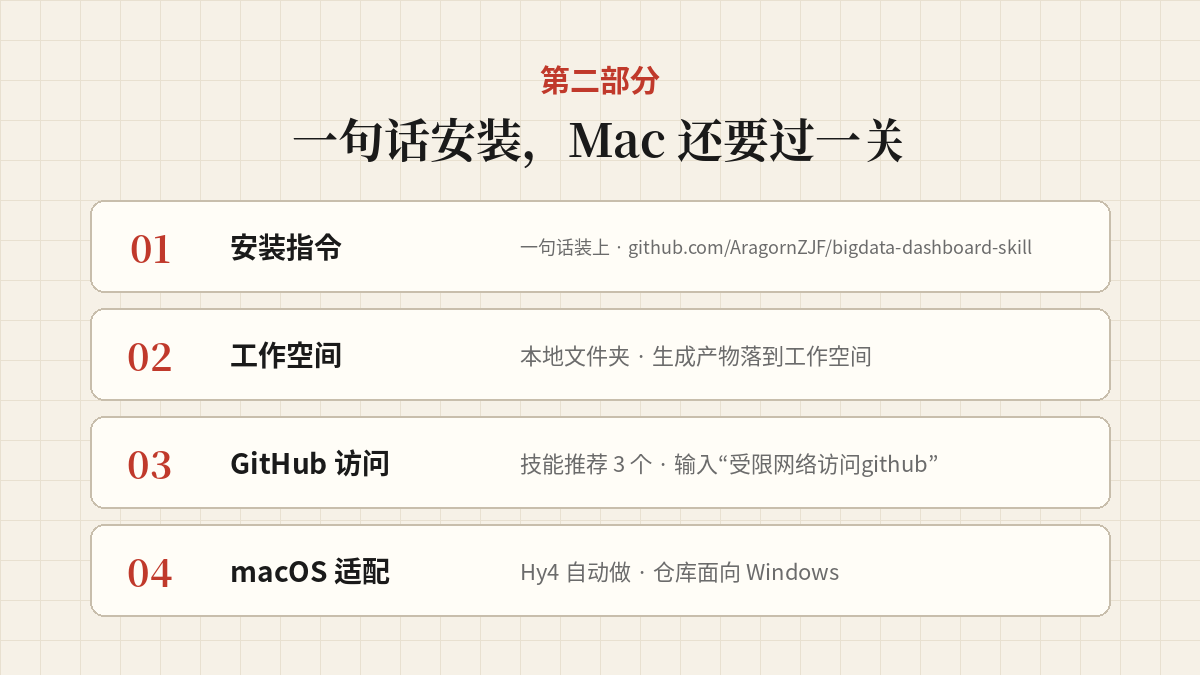 第二部分
一句话安装，Mac 还要过一关
01 安装指令 一句话装上 · github.com/AragornZJF/bigdata-dashboard-skill
02 工作空间 本地文件夹 · 生成产物落到工作空间
03 GitHub 访问 技能推荐 3 个 · 输入“受限网络访问github”
04 macOS 适配 Hy4 自动做 · 仓库面向 Windows